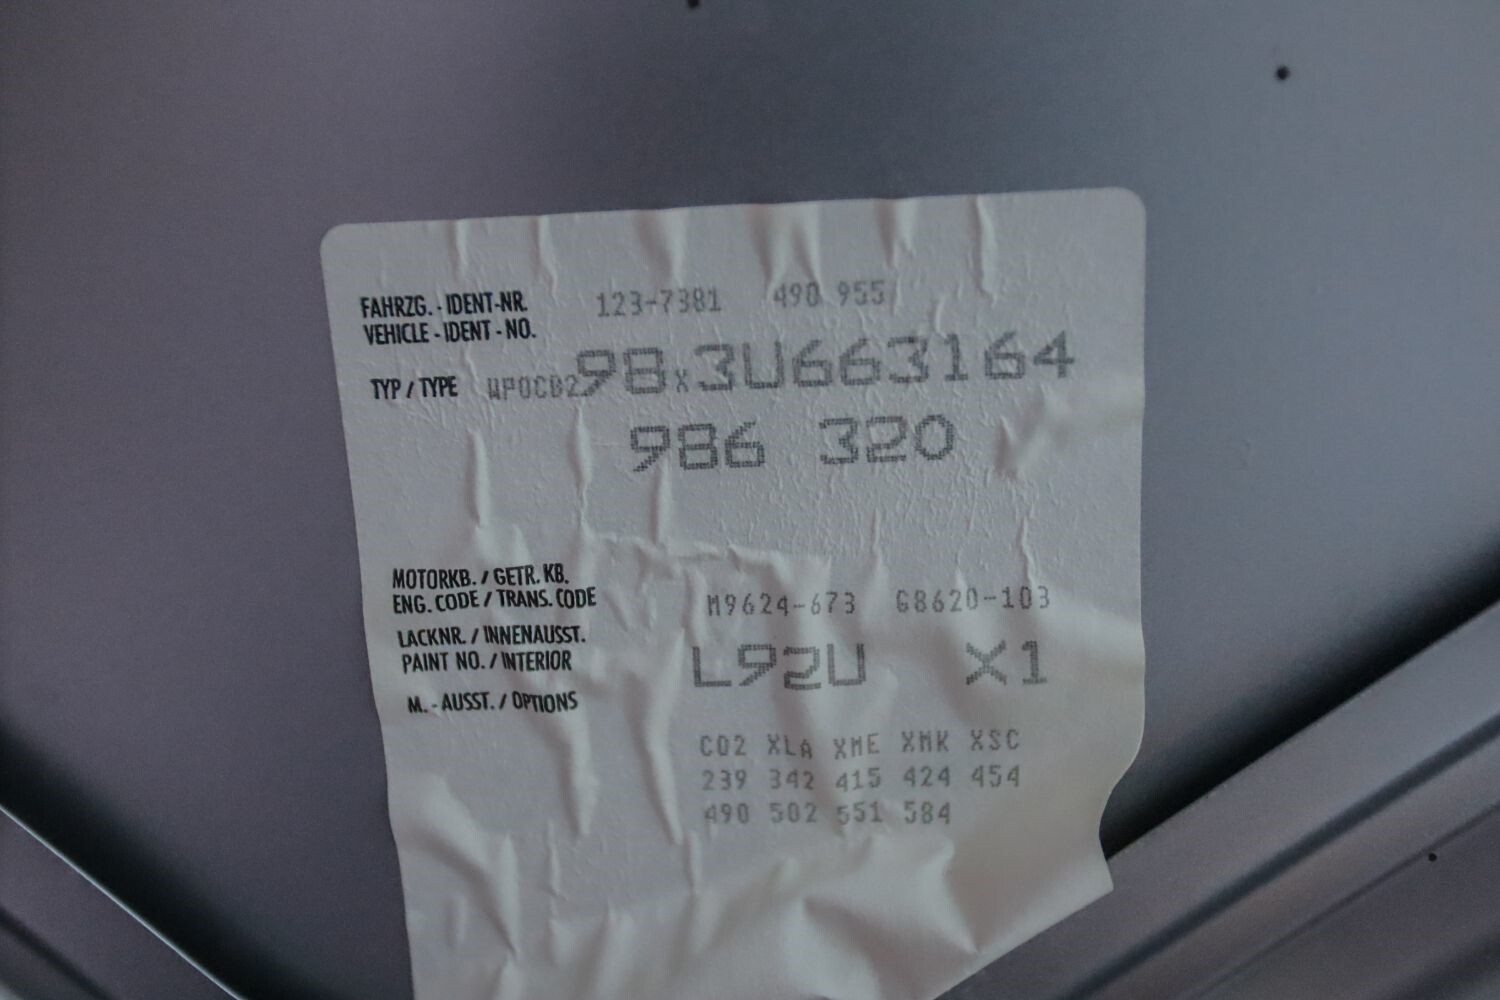 FAHRZG. - IDENT-NR. 123-7381 490 955
VEHICLE - IDENT - NO.
TYP / TYPE WP0CB298X3U663164
986 320
MOTORKB. / GETR. KB.
ENG. CODE / TRANS. CODE M9624-673 G8620-103
LACKNR. / INNENAUSST.
PAINT NO. / INTERIOR L92U X1
M. - AUSST. / OPTIONS
C02 XLA XME XMK XSC
239 342 415 424 454
490 502 551 584